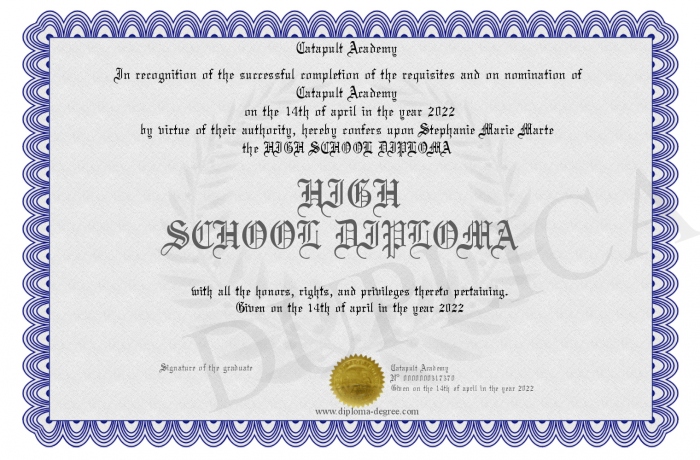 Catapult Academy
In recognition of the successful completion of the requisites and on nomination of
Catapult Academy
on the 14th of april in the year 2022
by virtue of their authority, hereby confers upon Stephanie Marie Marte
the HIGH SCHOOL DIPLOMA
HIGH
SCHOOL DIPLOMA
with all the honors, rights, and privileges thereto pertaining.
Given on the 14th of april in the year 2022
DUPLICA
Signature of the graduate
Catapult Academy
Nº 0000000347379
Given on the 14th of april in the year 2022
www.diploma-degree.com